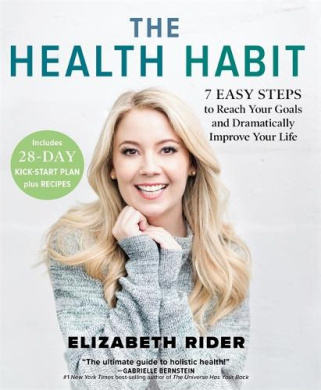 THE
HEALTH HABIT
7 EASY STEPS
to Reach Your Goals
and Dramatically
Improve Your Life
Includes
28-DAY
KICK-START PLAN
plus RECIPES
ELIZABETH RIDER
"The ultimate guide to holistic health!"
—GABRIELLE BERNSTEIN
#1 New York Times best-selling author of The Universe Has Your Back